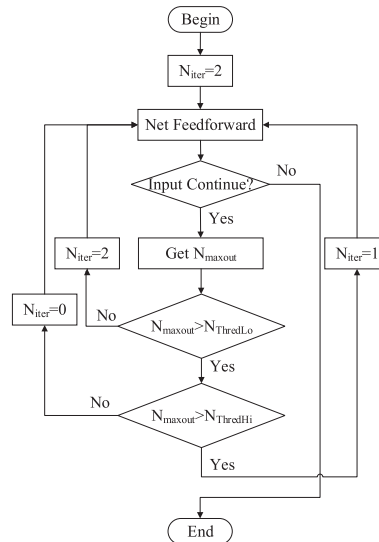 Begin
N_iter=2
Net Feedforward
Input Continue?
No
Yes
Get N_maxout
N_iter=2
N_iter=1
N_iter=0
N_maxout>N_ThredLo
No
Yes
N_maxout>N_ThredHi
No
Yes
End